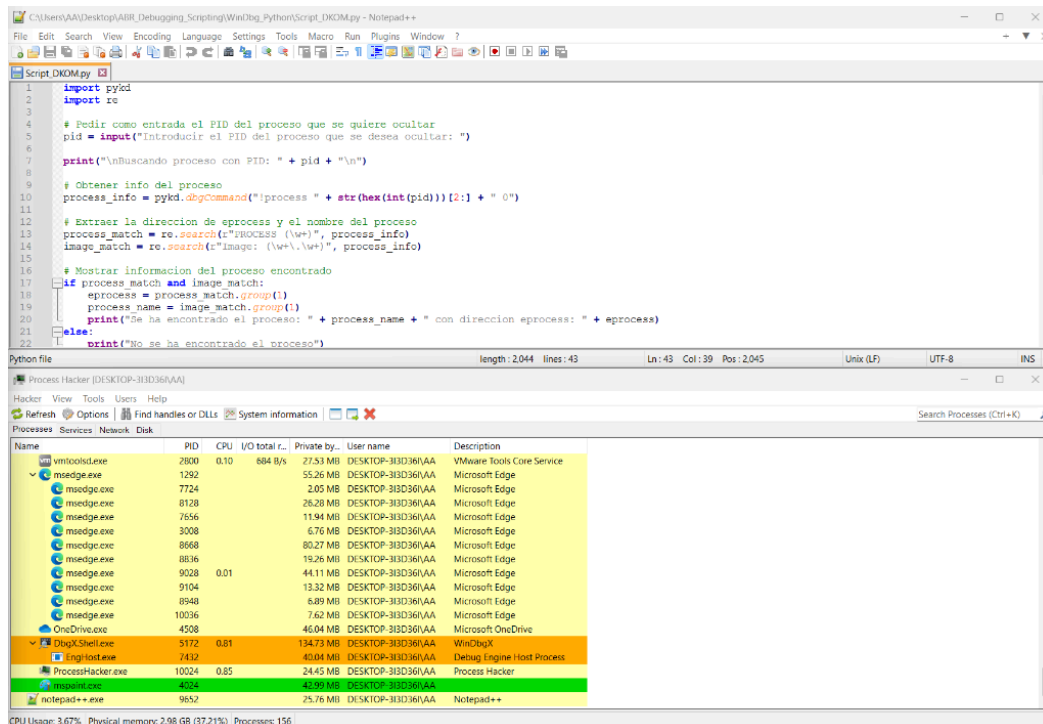 C:\Users\AA\Desktop\ABR_Debugging_Scripting\WinDbg_Python\Script_DKOM.py - Notepad++
File Edit Search View Encoding Language Settings Tools Macro Run Plugins Window ?
Script_DKOM.py
1 import pykd
2 import re
3
4 # Pedir como entrada el PID del proceso que se quiere ocultar
5 pid = input("Introducir el PID del proceso que se desea ocultar: ")
6
7 print("\nBuscando proceso con PID: " + pid + "\n")
8
9 # Obtener info del proceso
10 process_info = pykd.dbgCommand("!process " + str(hex(int(pid)))[2:] + " 0")
11
12 # Extraer la direccion de eprocess y el nombre del proceso
13 process_match = re.search(r"PROCESS (\w+)", process_info)
14 image_match = re.search(r"Image: (\w+\.\w+)", process_info)
15
16 # Mostrar informacion del proceso encontrado
17 if process_match and image_match:
18 eprocess = process_match.group(1)
19 process_name = image_match.group(1)
20 print("Se ha encontrado el proceso: " + process_name + " con direccion eprocess: " + eprocess)
21 else:
22 print("No se ha encontrado el proceso")
Python file length : 2,044 lines : 43 Ln : 43 Col : 39 Pos : 2,045 Unix (LF) UTF-8 INS
Process Hacker [DESKTOP-3I3D36I\AA]
Hacker View Tools Users Help
Refresh Options Find handles or DLLs System information Search Processes (Ctrl+K)
Processes Services Network Disk
Name PID CPU I/O total r... Private by... User name Description
vmtoolsd.exe 2800 0.10 684 B/s 27.53 MB DESKTOP-3I3D36I\AA VMware Tools Core Service
msedge.exe 1292 55.26 MB DESKTOP-3I3D36I\AA Microsoft Edge
msedge.exe 7724 2.05 MB DESKTOP-3I3D36I\AA Microsoft Edge
msedge.exe 8128 26.28 MB DESKTOP-3I3D36I\AA Microsoft Edge
msedge.exe 7656 11.94 MB DESKTOP-3I3D36I\AA Microsoft Edge
msedge.exe 3008 6.76 MB DESKTOP-3I3D36I\AA Microsoft Edge
msedge.exe 8668 80.27 MB DESKTOP-3I3D36I\AA Microsoft Edge
msedge.exe 8836 19.26 MB DESKTOP-3I3D36I\AA Microsoft Edge
msedge.exe 9028 0.01 44.11 MB DESKTOP-3I3D36I\AA Microsoft Edge
msedge.exe 9104 13.32 MB DESKTOP-3I3D36I\AA Microsoft Edge
msedge.exe 8948 6.89 MB DESKTOP-3I3D36I\AA Microsoft Edge
msedge.exe 10036 7.62 MB DESKTOP-3I3D36I\AA Microsoft Edge
OneDrive.exe 4508 46.04 MB DESKTOP-3I3D36I\AA Microsoft OneDrive
DbgX.Shell.exe 5172 0.81 134.73 MB DESKTOP-3I3D36I\AA WinDbgX
EngHost.exe 7432 40.04 MB DESKTOP-3I3D36I\AA Debug Engine Host Process
ProcessHacker.exe 10024 0.85 24.45 MB DESKTOP-3I3D36I\AA Process Hacker
mspaint.exe 4024 42.99 MB DESKTOP-3I3D36I\AA
notepad++.exe 9652 25.76 MB DESKTOP-3I3D36I\AA Notepad++
CPU Usage: 3.67% Physical memory: 2.98 GB (37.21%) Processes: 156